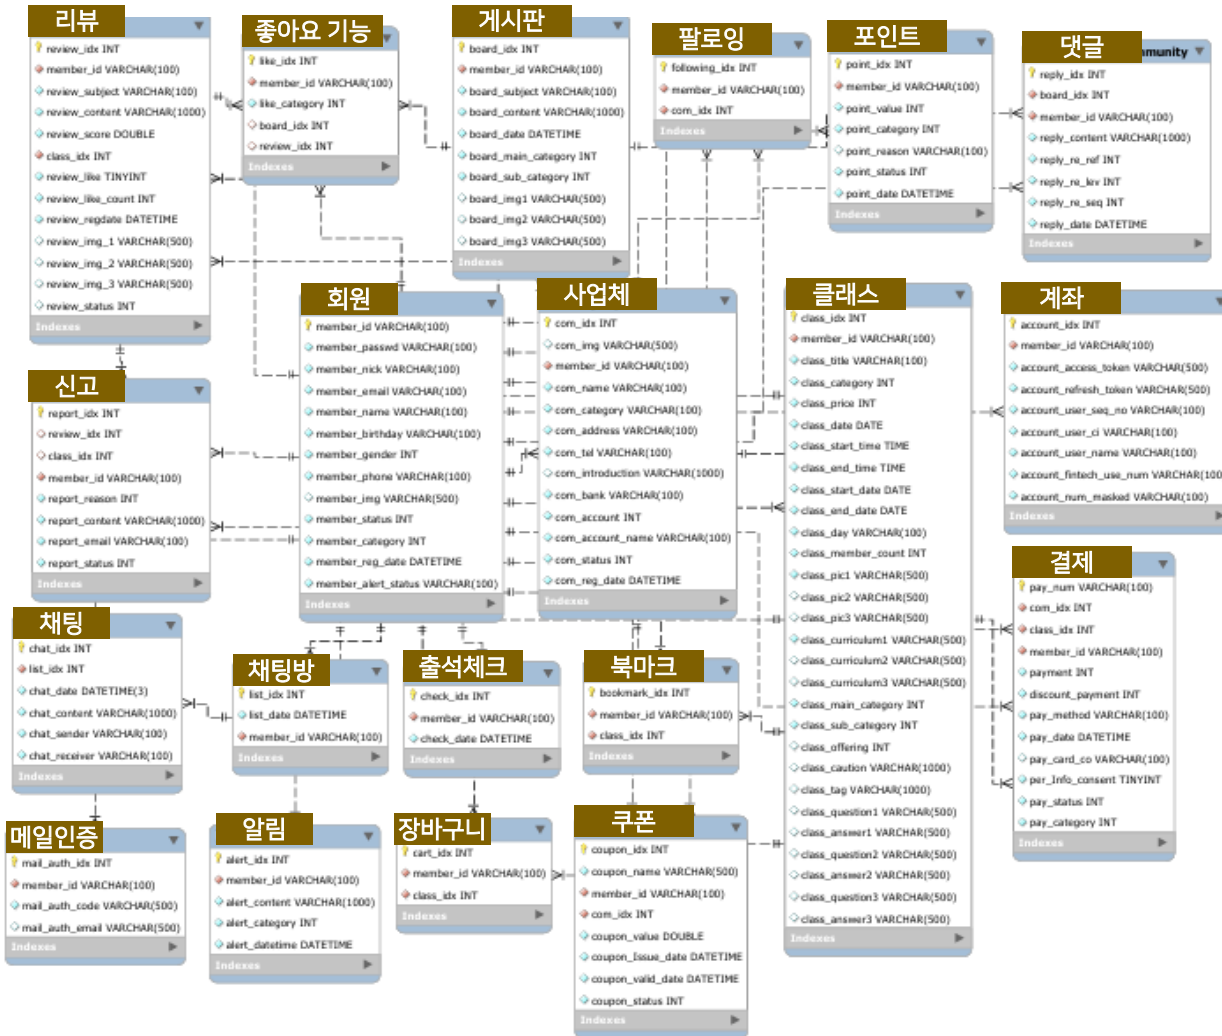 리뷰
review_idx INT
member_id VARCHAR(100)
review_subject VARCHAR(100)
review_content VARCHAR(1000)
review_score DOUBLE
class_idx INT
review_like TINYINT
review_like_count INT
review_regdate DATETIME
review_img_1 VARCHAR(500)
review_img_2 VARCHAR(500)
review_img_3 VARCHAR(500)
review_status INT
Indexes
좋아요 기능
like_idx INT
member_id VARCHAR(100)
like_category INT
board_idx INT
review_idx INT
Indexes
게시판
board_idx INT
member_id VARCHAR(100)
board_subject VARCHAR(100)
board_content VARCHAR(1000)
board_date DATETIME
board_main_category INT
board_sub_category INT
board_img1 VARCHAR(500)
board_img2 VARCHAR(500)
board_img3 VARCHAR(500)
Indexes
팔로잉
following_idx INT
member_id VARCHAR(100)
com_idx INT
Indexes
포인트
point_idx INT
member_id VARCHAR(100)
point_value INT
point_category INT
point_reason VARCHAR(100)
point_status INT
point_date DATETIME
Indexes
댓글 mmunity
reply_idx INT
board_idx INT
member_id VARCHAR(100)
reply_content VARCHAR(1000)
reply_re_ref INT
reply_re_lev INT
reply_re_seq INT
reply_date DATETIME
Indexes
회원
member_id VARCHAR(100)
member_passwd VARCHAR(100)
member_nick VARCHAR(100)
member_email VARCHAR(100)
member_name VARCHAR(100)
member_birthday VARCHAR(100)
member_gender INT
member_phone VARCHAR(100)
member_img VARCHAR(500)
member_status INT
member_category INT
member_reg_date DATETIME
member_alert_status VARCHAR(100)
Indexes
사업체
com_idx INT
com_img VARCHAR(500)
member_id VARCHAR(100)
com_name VARCHAR(100)
com_category VARCHAR(100)
com_address VARCHAR(100)
com_tel VARCHAR(100)
com_introduction VARCHAR(1000)
com_bank VARCHAR(100)
com_account INT
com_account_name VARCHAR(100)
com_status INT
com_reg_date DATETIME
Indexes
클래스
class_idx INT
member_id VARCHAR(100)
class_title VARCHAR(100)
class_category INT
class_price INT
class_date DATE
class_start_time TIME
class_end_time TIME
class_start_date DATE
class_end_date DATE
class_day VARCHAR(100)
class_member_count INT
class_pic1 VARCHAR(500)
class_pic2 VARCHAR(500)
class_pic3 VARCHAR(500)
class_curriculum1 VARCHAR(500)
class_curriculum2 VARCHAR(500)
class_curriculum3 VARCHAR(500)
class_main_category INT
class_sub_category INT
class_offering INT
class_caution VARCHAR(1000)
class_tag VARCHAR(1000)
class_question1 VARCHAR(500)
class_answer1 VARCHAR(500)
class_question2 VARCHAR(500)
class_answer2 VARCHAR(500)
class_question3 VARCHAR(500)
class_answer3 VARCHAR(500)
Indexes
계좌
account_idx INT
member_id VARCHAR(100)
account_access_token VARCHAR(500)
account_refresh_token VARCHAR(500)
account_user_seq_no VARCHAR(100)
account_user_ci VARCHAR(100)
account_user_name VARCHAR(100)
account_fintech_use_num VARCHAR(100
account_num_masked VARCHAR(100)
Indexes
신고
report_idx INT
review_idx INT
class_idx INT
member_id VARCHAR(100)
report_reason INT
report_content VARCHAR(1000)
report_email VARCHAR(100)
report_status INT
Indexes
결제
pay_num VARCHAR(100)
com_idx INT
class_idx INT
member_id VARCHAR(100)
payment INT
discount_payment INT
pay_method VARCHAR(100)
pay_date DATETIME
pay_card_co VARCHAR(100)
per_Info_consent TINYINT
pay_status INT
pay_category INT
Indexes
채팅
chat_idx INT
list_idx INT
chat_date DATETIME(3)
chat_content VARCHAR(1000)
chat_sender VARCHAR(100)
chat_receiver VARCHAR(100)
Indexes
채팅방
list_idx INT
list_date DATETIME
member_id VARCHAR(100)
Indexes
출석체크
check_idx INT
member_id VARCHAR(100)
check_date DATETIME
Indexes
북마크
bookmark_idx INT
member_id VARCHAR(100)
class_idx INT
Indexes
메일인증
mail_auth_idx INT
member_id VARCHAR(100)
mail_auth_code VARCHAR(500)
mail_auth_email VARCHAR(500)
Indexes
알림
alert_idx INT
member_id VARCHAR(100)
alert_content VARCHAR(1000)
alert_category INT
alert_datetime DATETIME
Indexes
장바구니
cart_idx INT
member_id VARCHAR(100)
class_idx INT
Indexes
쿠폰
coupon_idx INT
coupon_name VARCHAR(500)
member_id VARCHAR(100)
com_idx INT
coupon_value DOUBLE
coupon_Issue_date DATETIME
coupon_valid_date DATETIME
coupon_status INT
Indexes